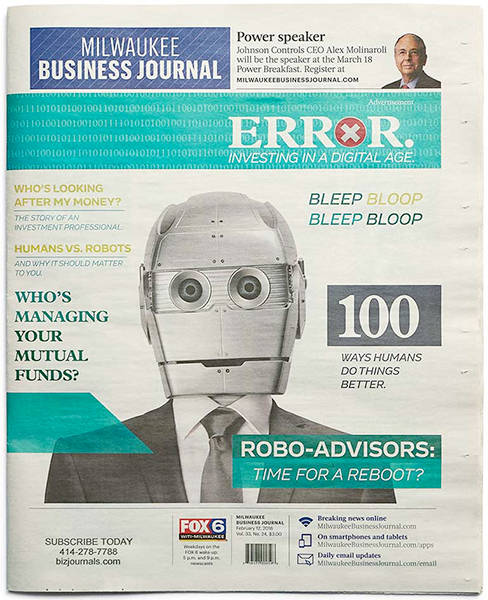 MILWAUKEE
BUSINESS JOURNAL
Power speaker
Johnson Controls CEO Alex Molinaroli
will be the speaker at the March 18
Power Breakfast. Register at
MILWAUKEEBUSINESSJOURNAL.COM
Advertisement
ERROR.
INVESTING IN A DIGITAL AGE.
WHO'S LOOKING
AFTER MY MONEY?
THE STORY OF AN
INVESTMENT PROFESSIONAL.
HUMANS VS. ROBOTS
AND WHY IT SHOULD MATTER
TO YOU.
WHO'S
MANAGING
YOUR
MUTUAL
FUNDS?
BLEEP BLOOP
BLEEP BLOOP
100
WAYS HUMANS
DO THINGS
BETTER.
ROBO-ADVISORS:
TIME FOR A REBOOT?
SUBSCRIBE TODAY
414-278-7788
bizjournals.com
FOX 6
WITI-MILWAUKEE
Weekdays on the
FOX 6 wake-up,
5 p.m. and 9 p.m.
newscasts
MILWAUKEE
BUSINESS JOURNAL
February 12, 2016
Vol. 33, No. 24, $3.00
Breaking news online
MilwaukeeBusinessJournal.com
On smartphones and tablets
MilwaukeeBusinessJournal.com/apps
Daily email updates
MilwaukeeBusinessJournal.com/email